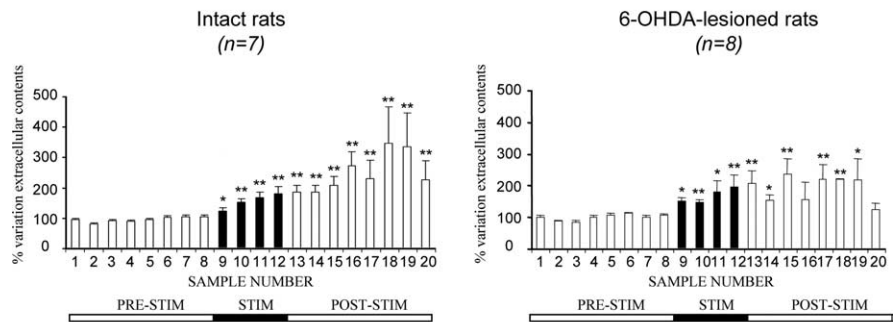 Intact rats
(n=7)
% variation extracellular contents
500
400
300
200
100
0
* ** ** ** ** ** ** ** ** ** ** **
1 2 3 4 5 6 7 8 9 10 11 12 13 14 15 16 17 18 19 20
SAMPLE NUMBER
PRE-STIM STIM POST-STIM
6-OHDA-lesioned rats
(n=8)
% variation extracellular contents
500
400
300
200
100
0
* ** * ** ** * ** ** ** *
1 2 3 4 5 6 7 8 9 10 11 12 13 14 15 16 17 18 19 20
SAMPLE NUMBER
PRE-STIM STIM POST-STIM